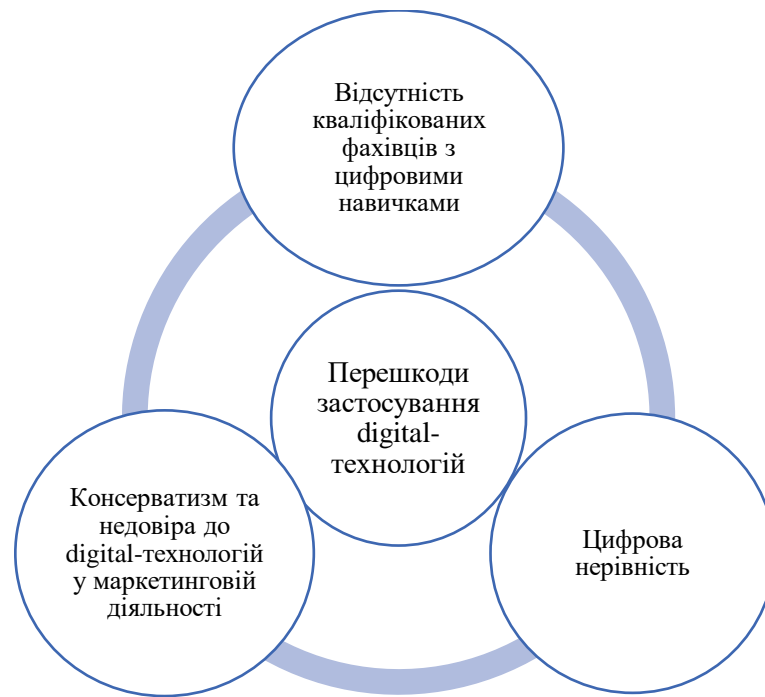 Відсутність
кваліфікованих
фахівців з
цифровими
навичками
Перешкоди
застосування
digital-
технологій
Консерватизм та
недовіра до
digital-технологій
у маркетинговій
діяльності
Цифрова
нерівність